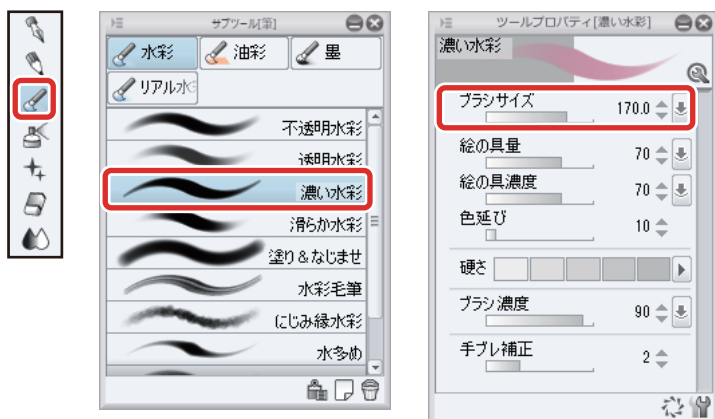 サブツール[筆]
水彩
油彩
墨
リアル水
不透明水彩
透明水彩
濃い水彩
滑らか水彩
塗り&なじませ
水彩毛筆
にじみ縁水彩
水多め
ツールプロパティ[濃い水彩]
濃い水彩
ブラシサイズ 170.0
絵の具量 70
絵の具濃度 70
色延び 10
硬さ
ブラシ濃度 90
手ブレ補正 2